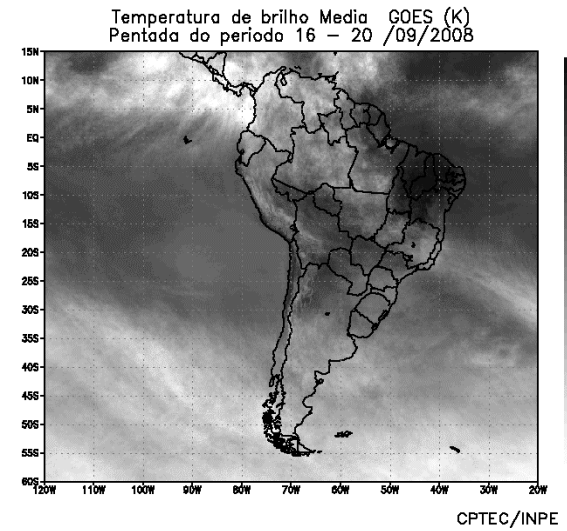 Temperatura de brilho Media GOES (K)
Pentada do periodo 16 - 20 /09/2008
15N
10N
5N
EQ
5S
10S
15S
20S
25S
30S
35S
40S
45S
50S
55S
60S
120W 110W 100W 90W 80W 70W 60W 50W 40W 30W 20W
CPTEC/INPE